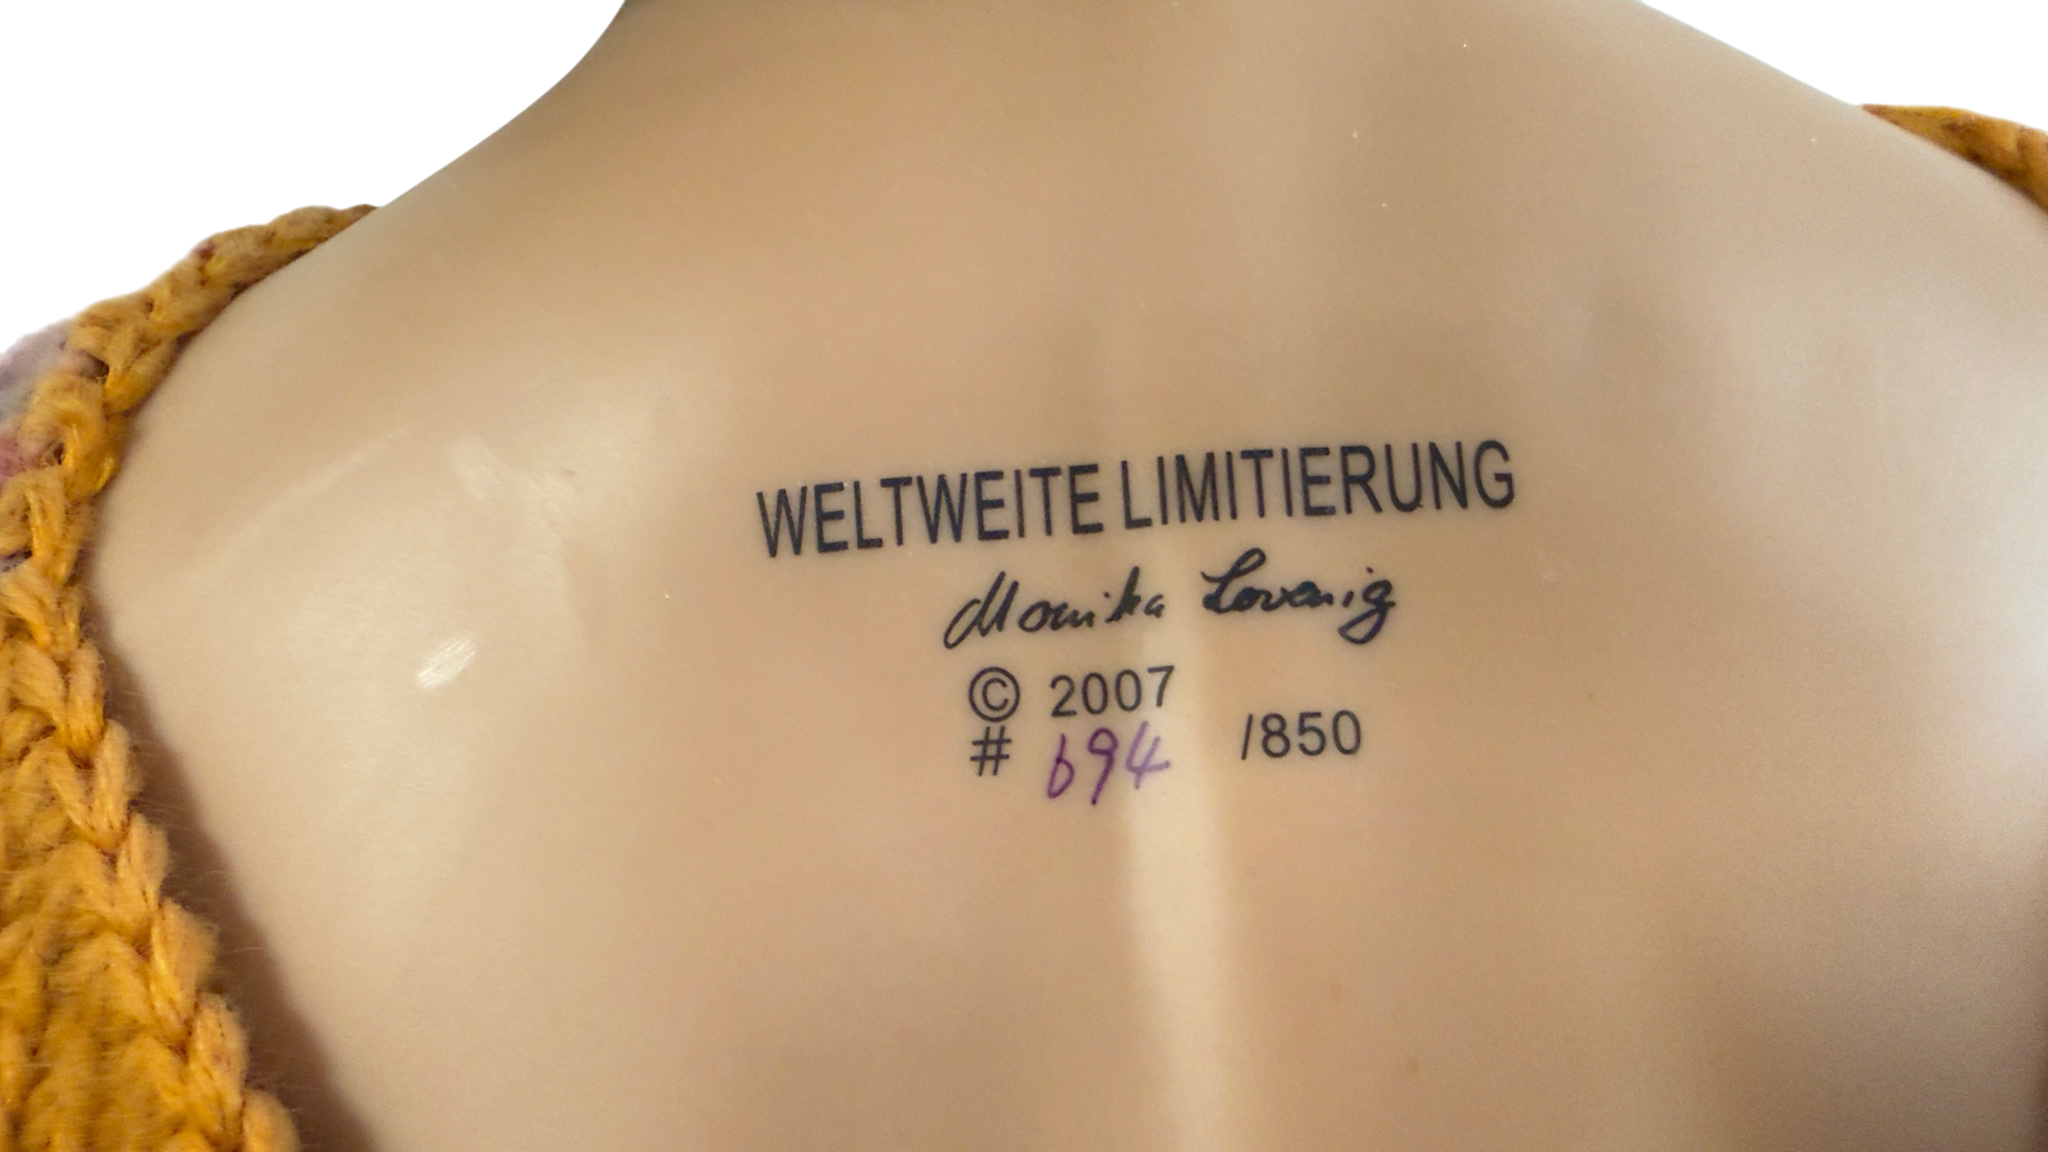 WELTWEITE LIMITIERUNG
Monika Levenig
© 2007
# 694 /850